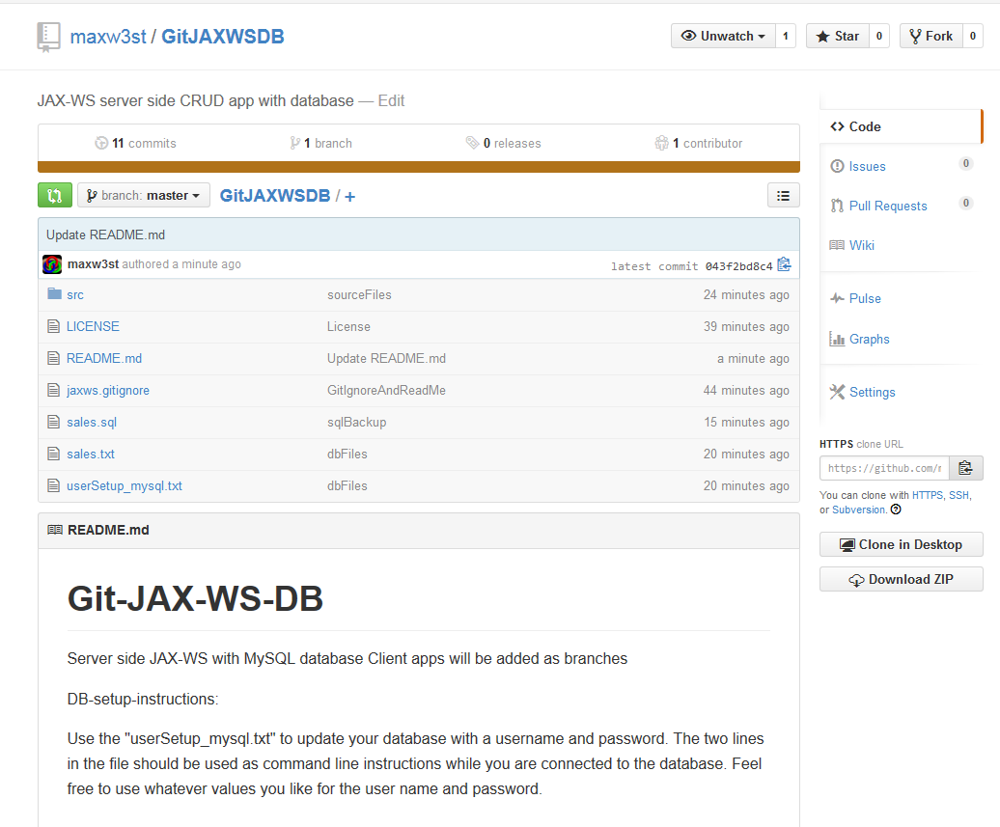 maxw3st / GitJAXWSDB
Unwatch 1 Star 0 Fork 0
JAX-WS server side CRUD app with database — Edit
11 commits 1 branch 0 releases 1 contributor
branch: master GitJAXWSDB / +
Update README.md
maxw3st authored a minute ago latest commit 043f2bd8c4
src sourceFiles 24 minutes ago
LICENSE License 39 minutes ago
README.md Update README.md a minute ago
jaxws.gitignore GitIgnoreAndReadMe 44 minutes ago
sales.sql sqlBackup 15 minutes ago
sales.txt dbFiles 20 minutes ago
userSetup_mysql.txt dbFiles 20 minutes ago
README.md
Git-JAX-WS-DB
Server side JAX-WS with MySQL database Client apps will be added as branches
DB-setup-instructions:
Use the "userSetup_mysql.txt" to update your database with a username and password. The two lines
in the file should be used as command line instructions while you are connected to the database. Feel
free to use whatever values you like for the user name and password.
Code
Issues 0
Pull Requests 0
Wiki
Pulse
Graphs
Settings
HTTPS clone URL
https://github.com/
You can clone with HTTPS, SSH,
or Subversion.
Clone in Desktop
Download ZIP